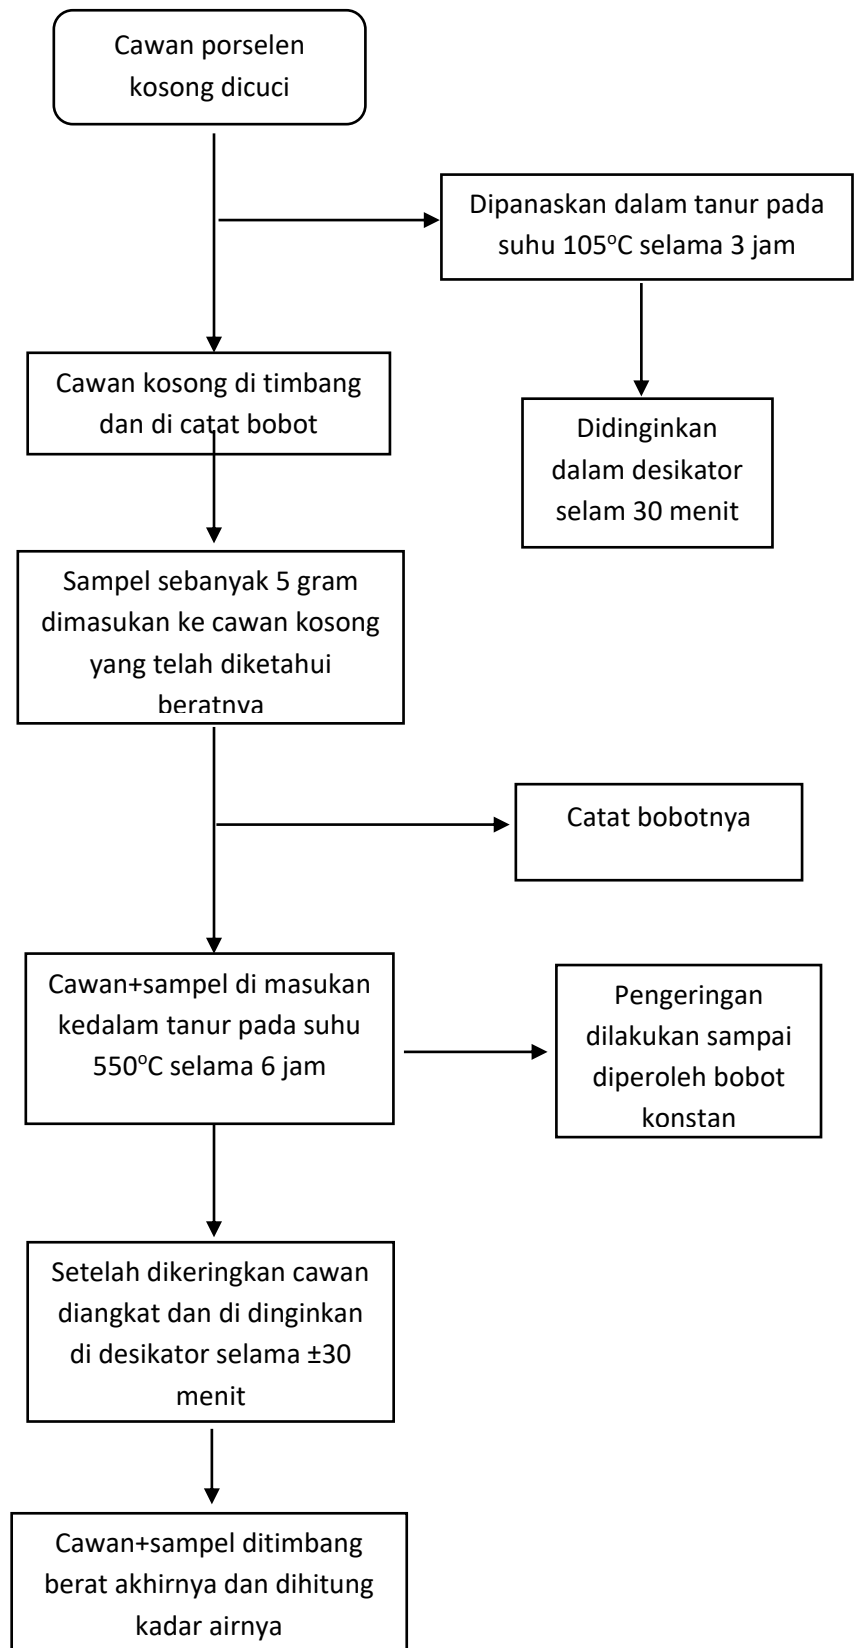 Cawan porselen
kosong dicuci
Dipanaskan dalam tanur pada
suhu 105°C selama 3 jam
Cawan kosong di timbang
dan di catat bobot
Didinginkan
dalam desikator
selam 30 menit
Sampel sebanyak 5 gram
dimasukan ke cawan kosong
yang telah diketahui
beratnya
Catat bobotnya
Cawan+sampel di masukan
kedalam tanur pada suhu
550°C selama 6 jam
Pengeringan
dilakukan sampai
diperoleh bobot
konstan
Setelah dikeringkan cawan
diangkat dan di dinginkan
di desikator selama ±30
menit
Cawan+sampel ditimbang
berat akhirnya dan dihitung
kadar airnya